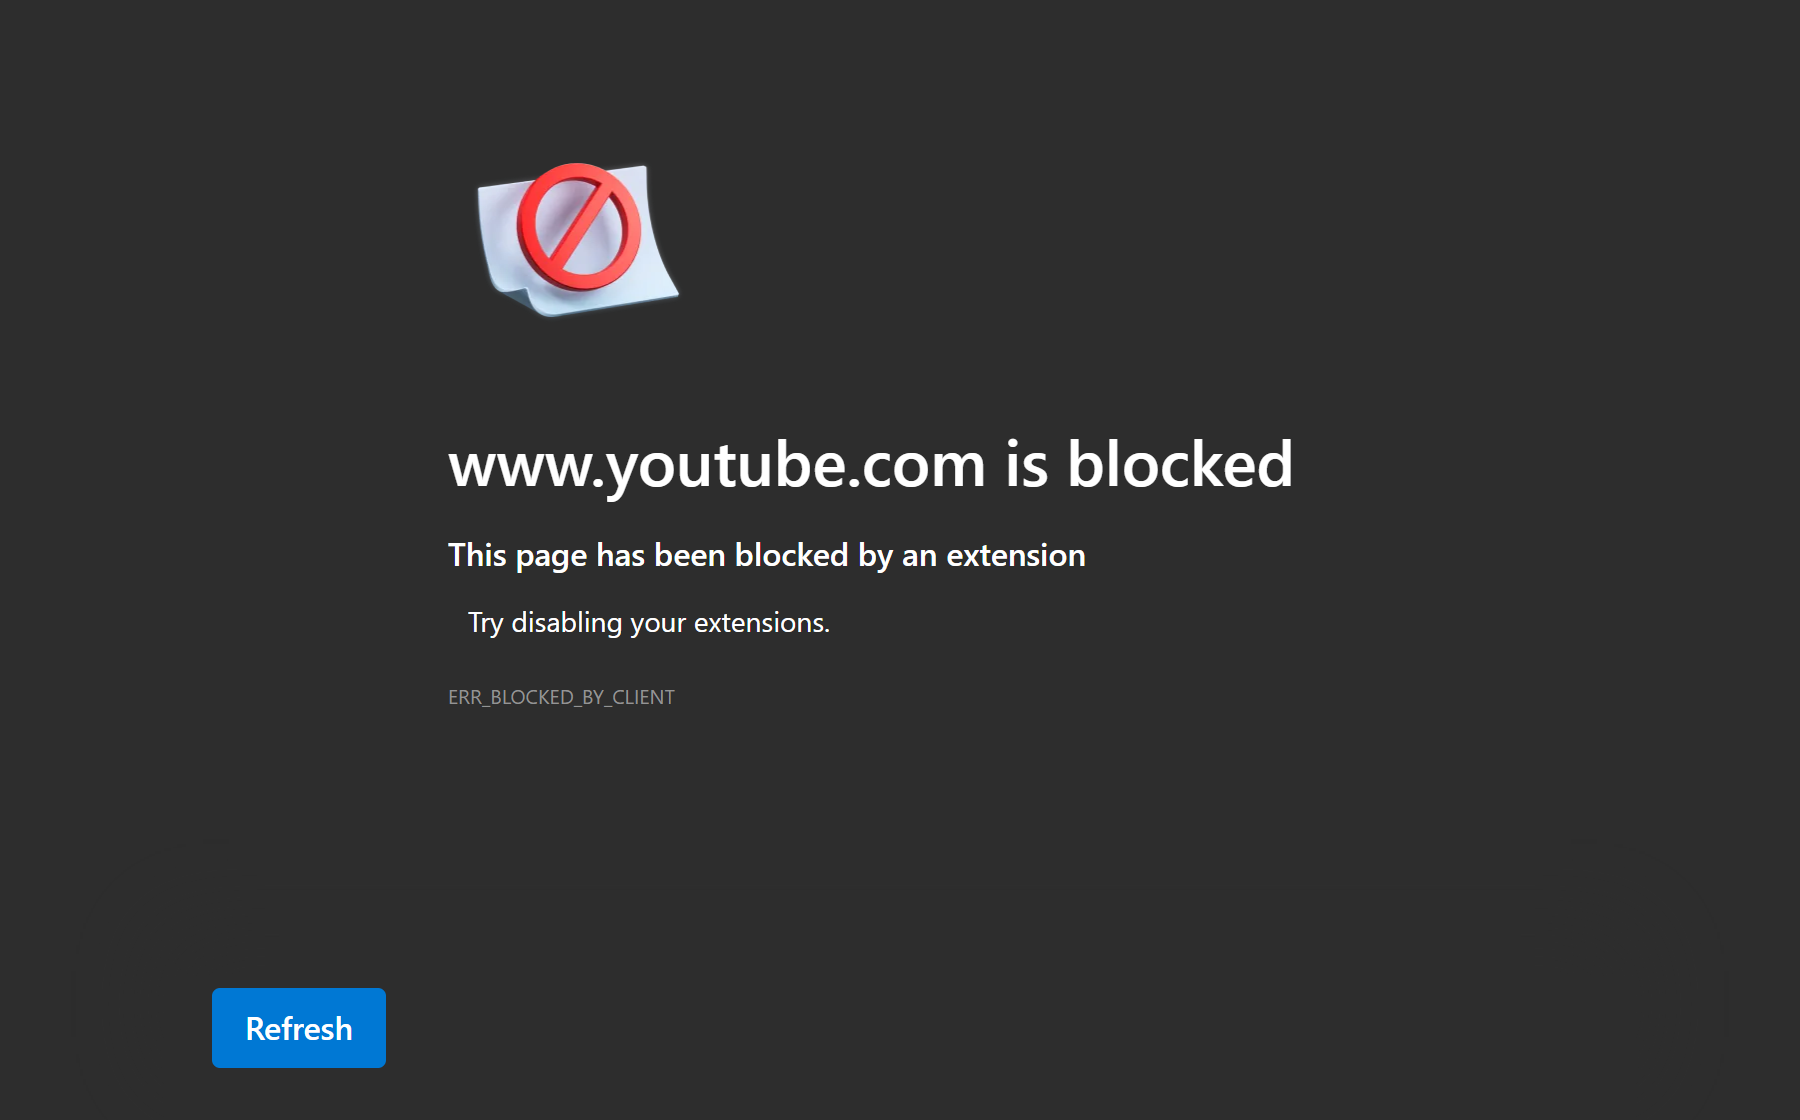 www.youtube.com is blocked
This page has been blocked by an extension
Try disabling your extensions.
ERR_BLOCKED_BY_CLIENT
Refresh